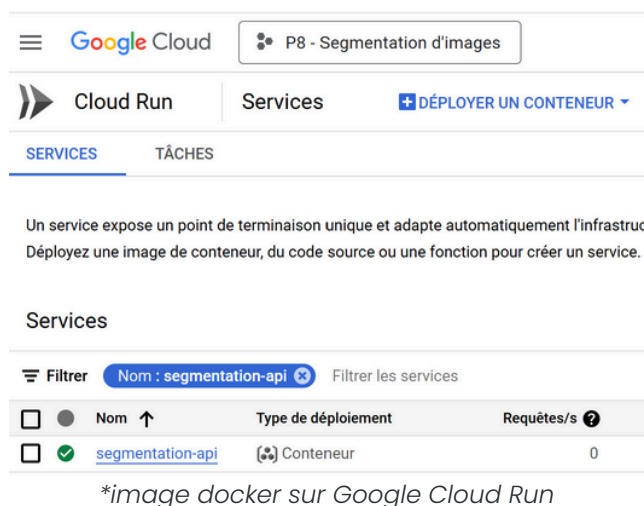 Google Cloud
P8 - Segmentation d'images
Cloud Run
Services
DÉPLOYER UN CONTENEUR
SERVICES
TÂCHES
Un service expose un point de terminaison unique et adapte automatiquement l'infrastruc
Déployez une image de conteneur, du code source ou une fonction pour créer un service.
Services
Filtrer
Nom : segmentation-api
Filtrer les services
Nom
Type de déploiement
Requêtes/s
segmentation-api
Conteneur
0
*image docker sur Google Cloud Run